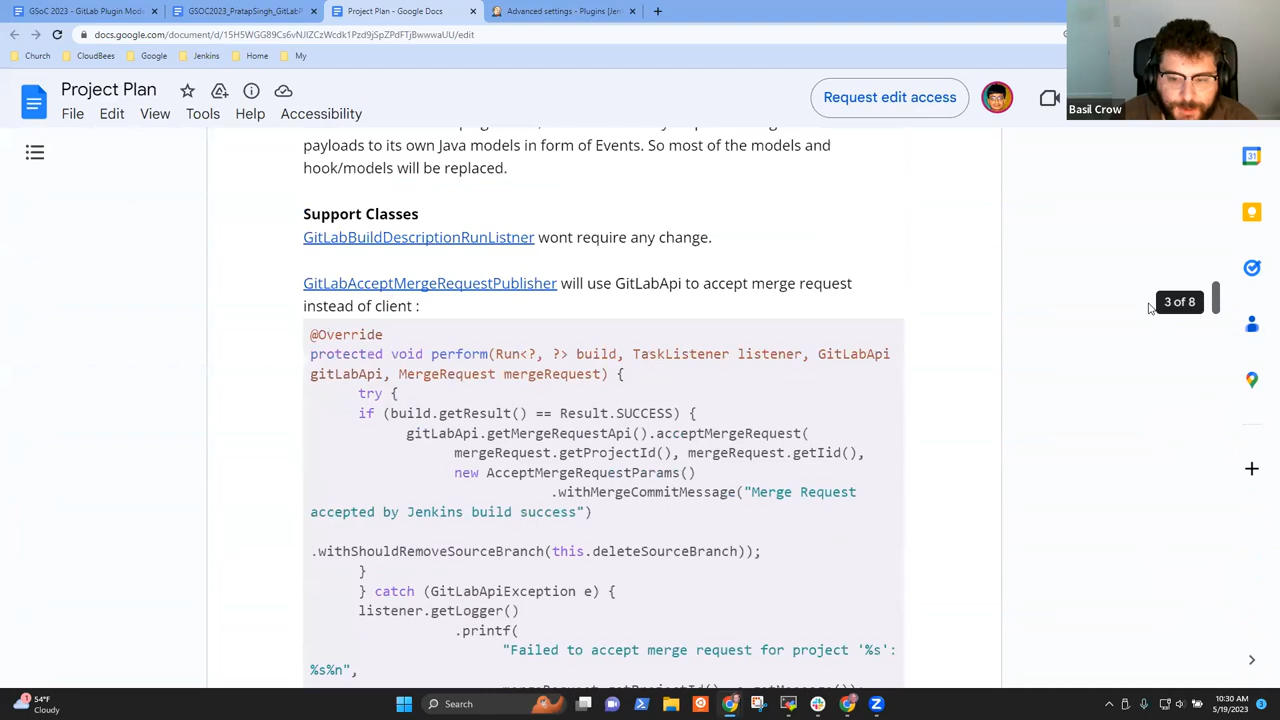 GSoC 2023 - GitLab Plugin Mode
GSOC2023_PratapSingh_GitLabP
Project Plan - Google Docs
Advanced settings - Plugins [Jenk
docs.google.com/document/d/15H5WGG89Cs6vNJIZCzWcdk1Pzd9jSpZPdFTjBwwwaUU/edit
Church
CloudBees
Google
Jenkins
Home
My
Basil Crow
Project Plan
Request edit access
File Edit View Tools Help Accessibility
payloads to its own Java models in form of Events. So most of the models and
hook/models will be replaced.
Support Classes
GitLabBuildDescriptionRunListner wont require any change.
GitLabAcceptMergeRequestPublisher will use GitLabApi to accept merge request
instead of client :
3 of 8
@Override
protected void perform(Run<?, ?> build, TaskListener listener, GitLabApi
gitLabApi, MergeRequest mergeRequest) {
try {
if (build.getResult() == Result.SUCCESS) {
gitLabApi.getMergeRequestApi().acceptMergeRequest(
mergeRequest.getProjectId(), mergeRequest.getIid(),
new AcceptMergeRequestParams()
.withMergeCommitMessage("Merge Request
accepted by Jenkins build success")
.withShouldRemoveSourceBranch(this.deleteSourceBranch));
}
} catch (GitLabApiException e) {
listener.getLogger()
.printf(
"Failed to accept merge request for project '%s':
%s%n",
54°F
Cloudy
Search
10:30 AM
5/19/2023